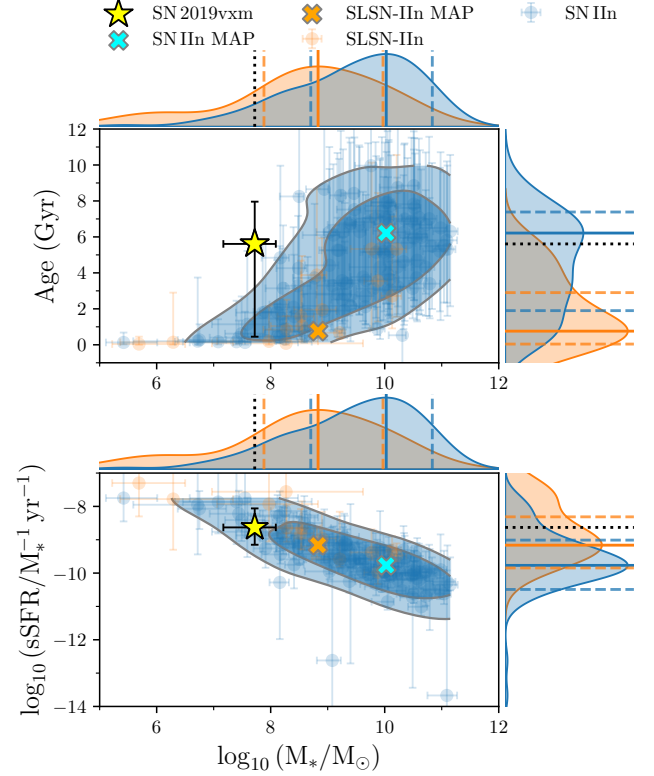 SN 2019vxm SLSN-IIn MAP SN IIn
SN IIn MAP SLSN-IIn
12
10
8
6
4
2
0
Age (Gyr)
6 8 10 12
−8
−10
−12
−14
log₁₀ (sSFR/M∗⁻¹ yr⁻¹)
6 8 10 12
log₁₀ (M∗/M⊙)